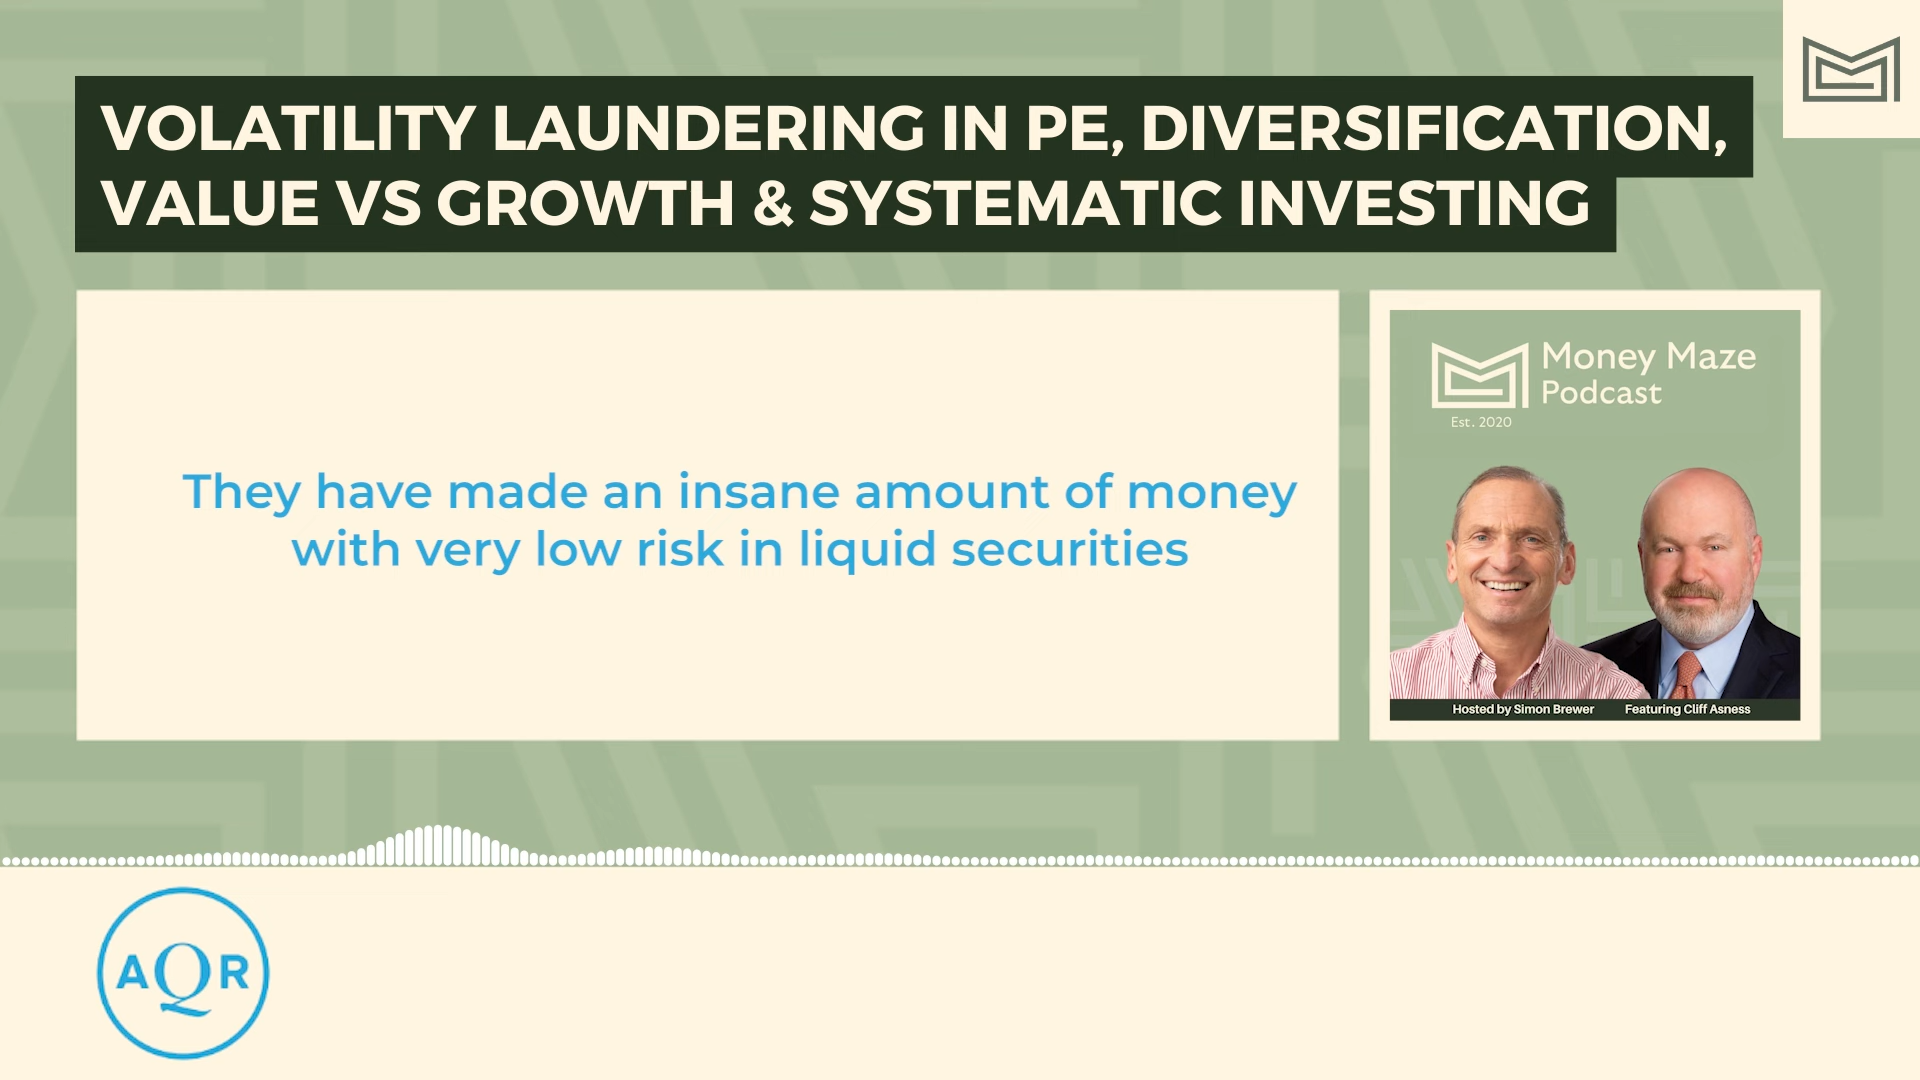 VOLATILITY LAUNDERING IN PE, DIVERSIFICATION,
VALUE VS GROWTH & SYSTEMATIC INVESTING
They have made an insane amount of money
with very low risk in liquid securities
Money Maze
Podcast
Est. 2020
Hosted by Simon Brewer
Featuring Cliff Asness
AQR